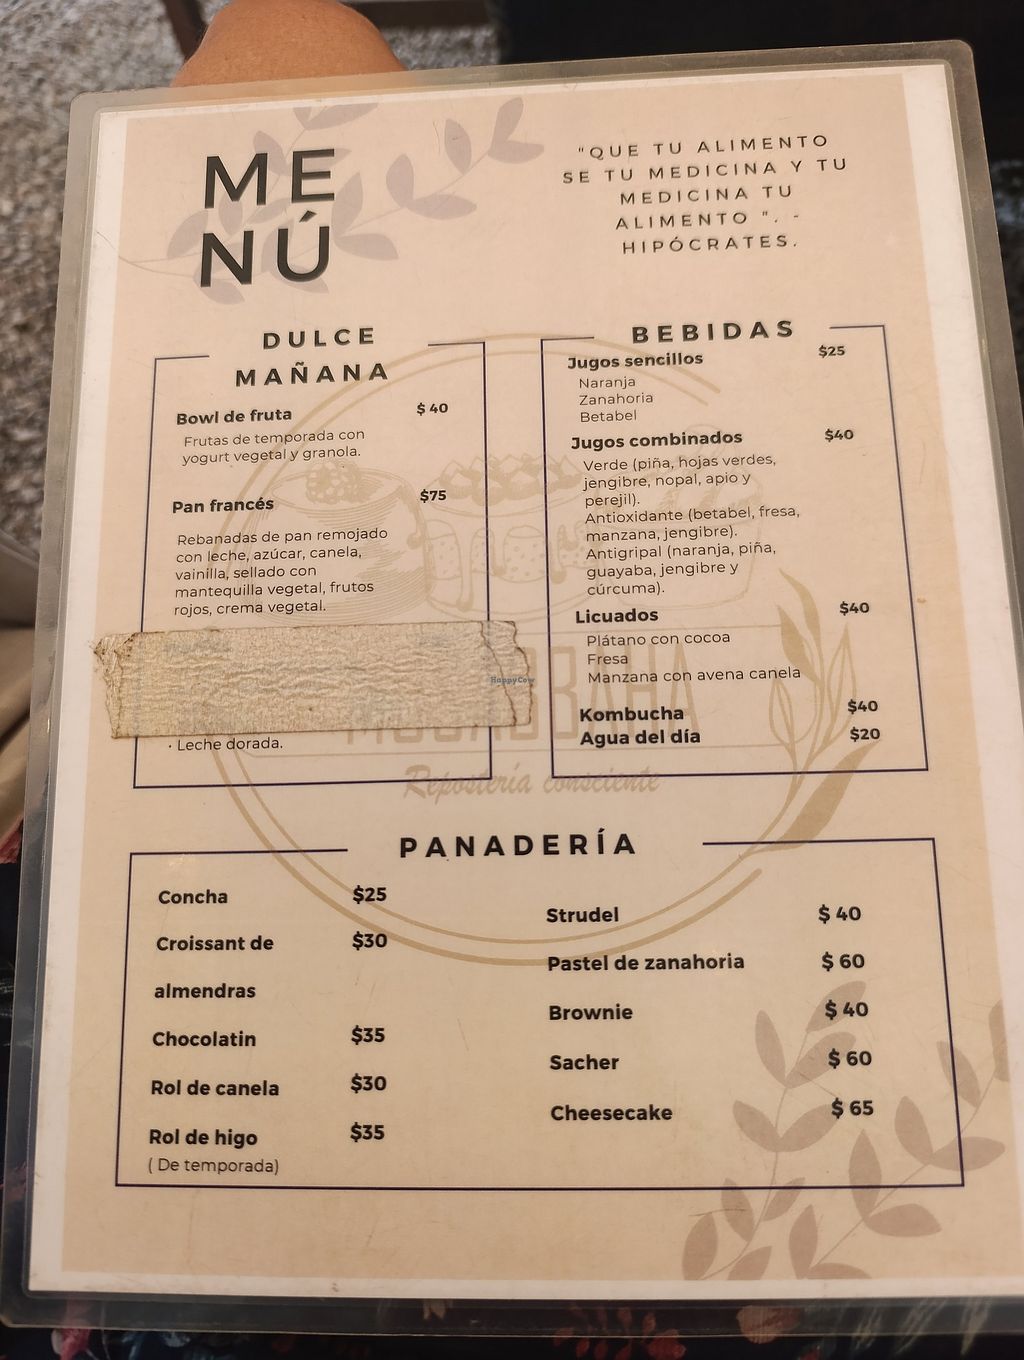 ME
NÚ
"QUE TU ALIMENTO
SE TU MEDICINA Y TU
MEDICINA TU
ALIMENTO ". -
HIPÓCRATES.
DULCE
MAÑANA
Bowl de fruta $ 40
Frutas de temporada con
yogurt vegetal y granola.
Pan francés $75
Rebanadas de pan remojado
con leche, azúcar, canela,
vainilla, sellado con
mantequilla vegetal, frutos
rojos, crema vegetal.
· Leche dorada.
BEBIDAS
Jugos sencillos $25
Naranja
Zanahoria
Betabel
Jugos combinados $40
Verde (piña, hojas verdes,
jengibre, nopal, apio y
perejil).
Antioxidante (betabel, fresa,
manzana, jengibre).
Antigripal (naranja, piña,
guayaba, jengibre y
cúrcuma).
Licuados $40
Plátano con cocoa
Fresa
Manzana con avena canela
Kombucha $40
Agua del día $20
HappyCow
Repostería consciente
PANADERÍA
Concha $25
Croissant de $30
almendras
Chocolatin $35
Rol de canela $30
Rol de higo $35
( De temporada)
Strudel $ 40
Pastel de zanahoria $ 60
Brownie $ 40
Sacher $ 60
Cheesecake $ 65